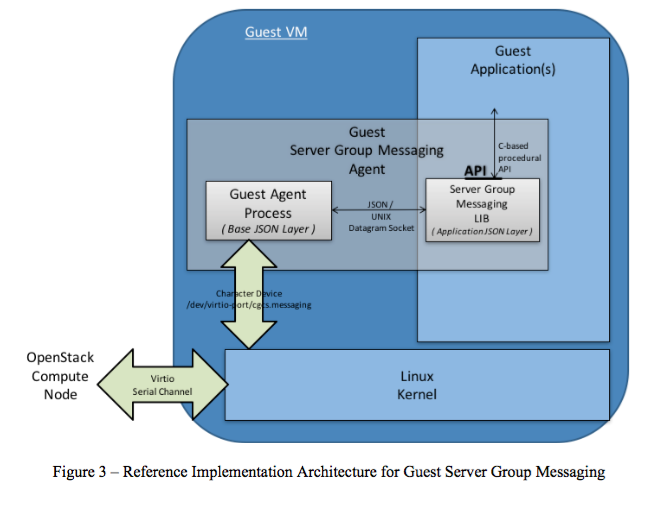 Guest VM
Guest
Application(s)
Guest
Server Group Messaging
Agent
C-based
procedural
API
API
Guest Agent
Process
( Base JSON Layer )
JSON /
UNIX
Datagram Socket
Server Group
Messaging
LIB
( Application JSON Layer )
Character Device
/dev/virtio-port/cgcs.messaging
OpenStack
Compute
Node
Virtio
Serial Channel
Linux
Kernel
Figure 3 – Reference Implementation Architecture for Guest Server Group Messaging